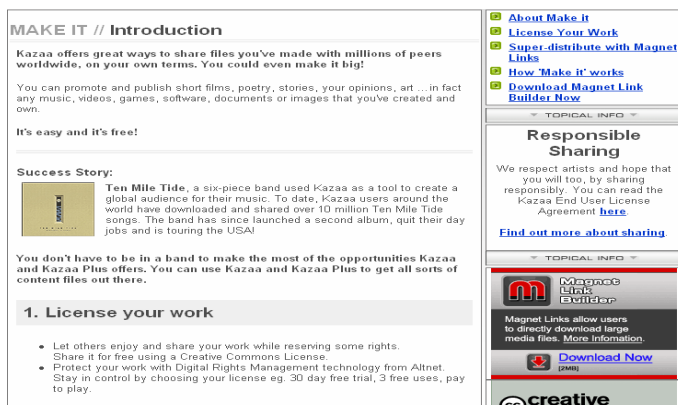 MAKE IT // Introduction
Kazaa offers great ways to share files you've made with millions of peers
worldwide, on your own terms. You could even make it big!
You can promote and publish short films, poetry, stories, your opinions, art ...in fact
any music, videos, games, software, documents or images that you've created and
own.
It's easy and it's free!
Success Story:
Ten Mile Tide, a six-piece band used Kazaa as a tool to create a
global audience for their music. To date, Kazaa users around the
world have downloaded and shared over 10 million Ten Mile Tide
songs. The band has since launched a second album, quit their day
jobs and is touring the USA!
You don't have to be in a band to make the most of the opportunities Kazaa
and Kazaa Plus offers. You can use Kazaa and Kazaa Plus to get all sorts of
content files out there.
1. License your work
Let others enjoy and share your work while reserving some rights.
Share it for free using a Creative Commons License.
Protect your work with Digital Rights Management technology from Altnet.
Stay in control by choosing your license eg. 30 day free trial, 3 free uses, pay
to play.
About Make it
License Your Work
Super-distribute with Magnet
Links
How 'Make it' works
Download Magnet Link
Builder Now
TOPICAL INFO
Responsible
Sharing
We respect artists and hope that
you will too, by sharing
responsibly. You can read the
Kazaa End User License
Agreement here.
Find out more about sharing.
TOPICAL INFO
m
Magnet
Link
Builder
Magnet Links allow users
to directly download large
media files. More Infomation.
Download Now
[2MB]
cc creative